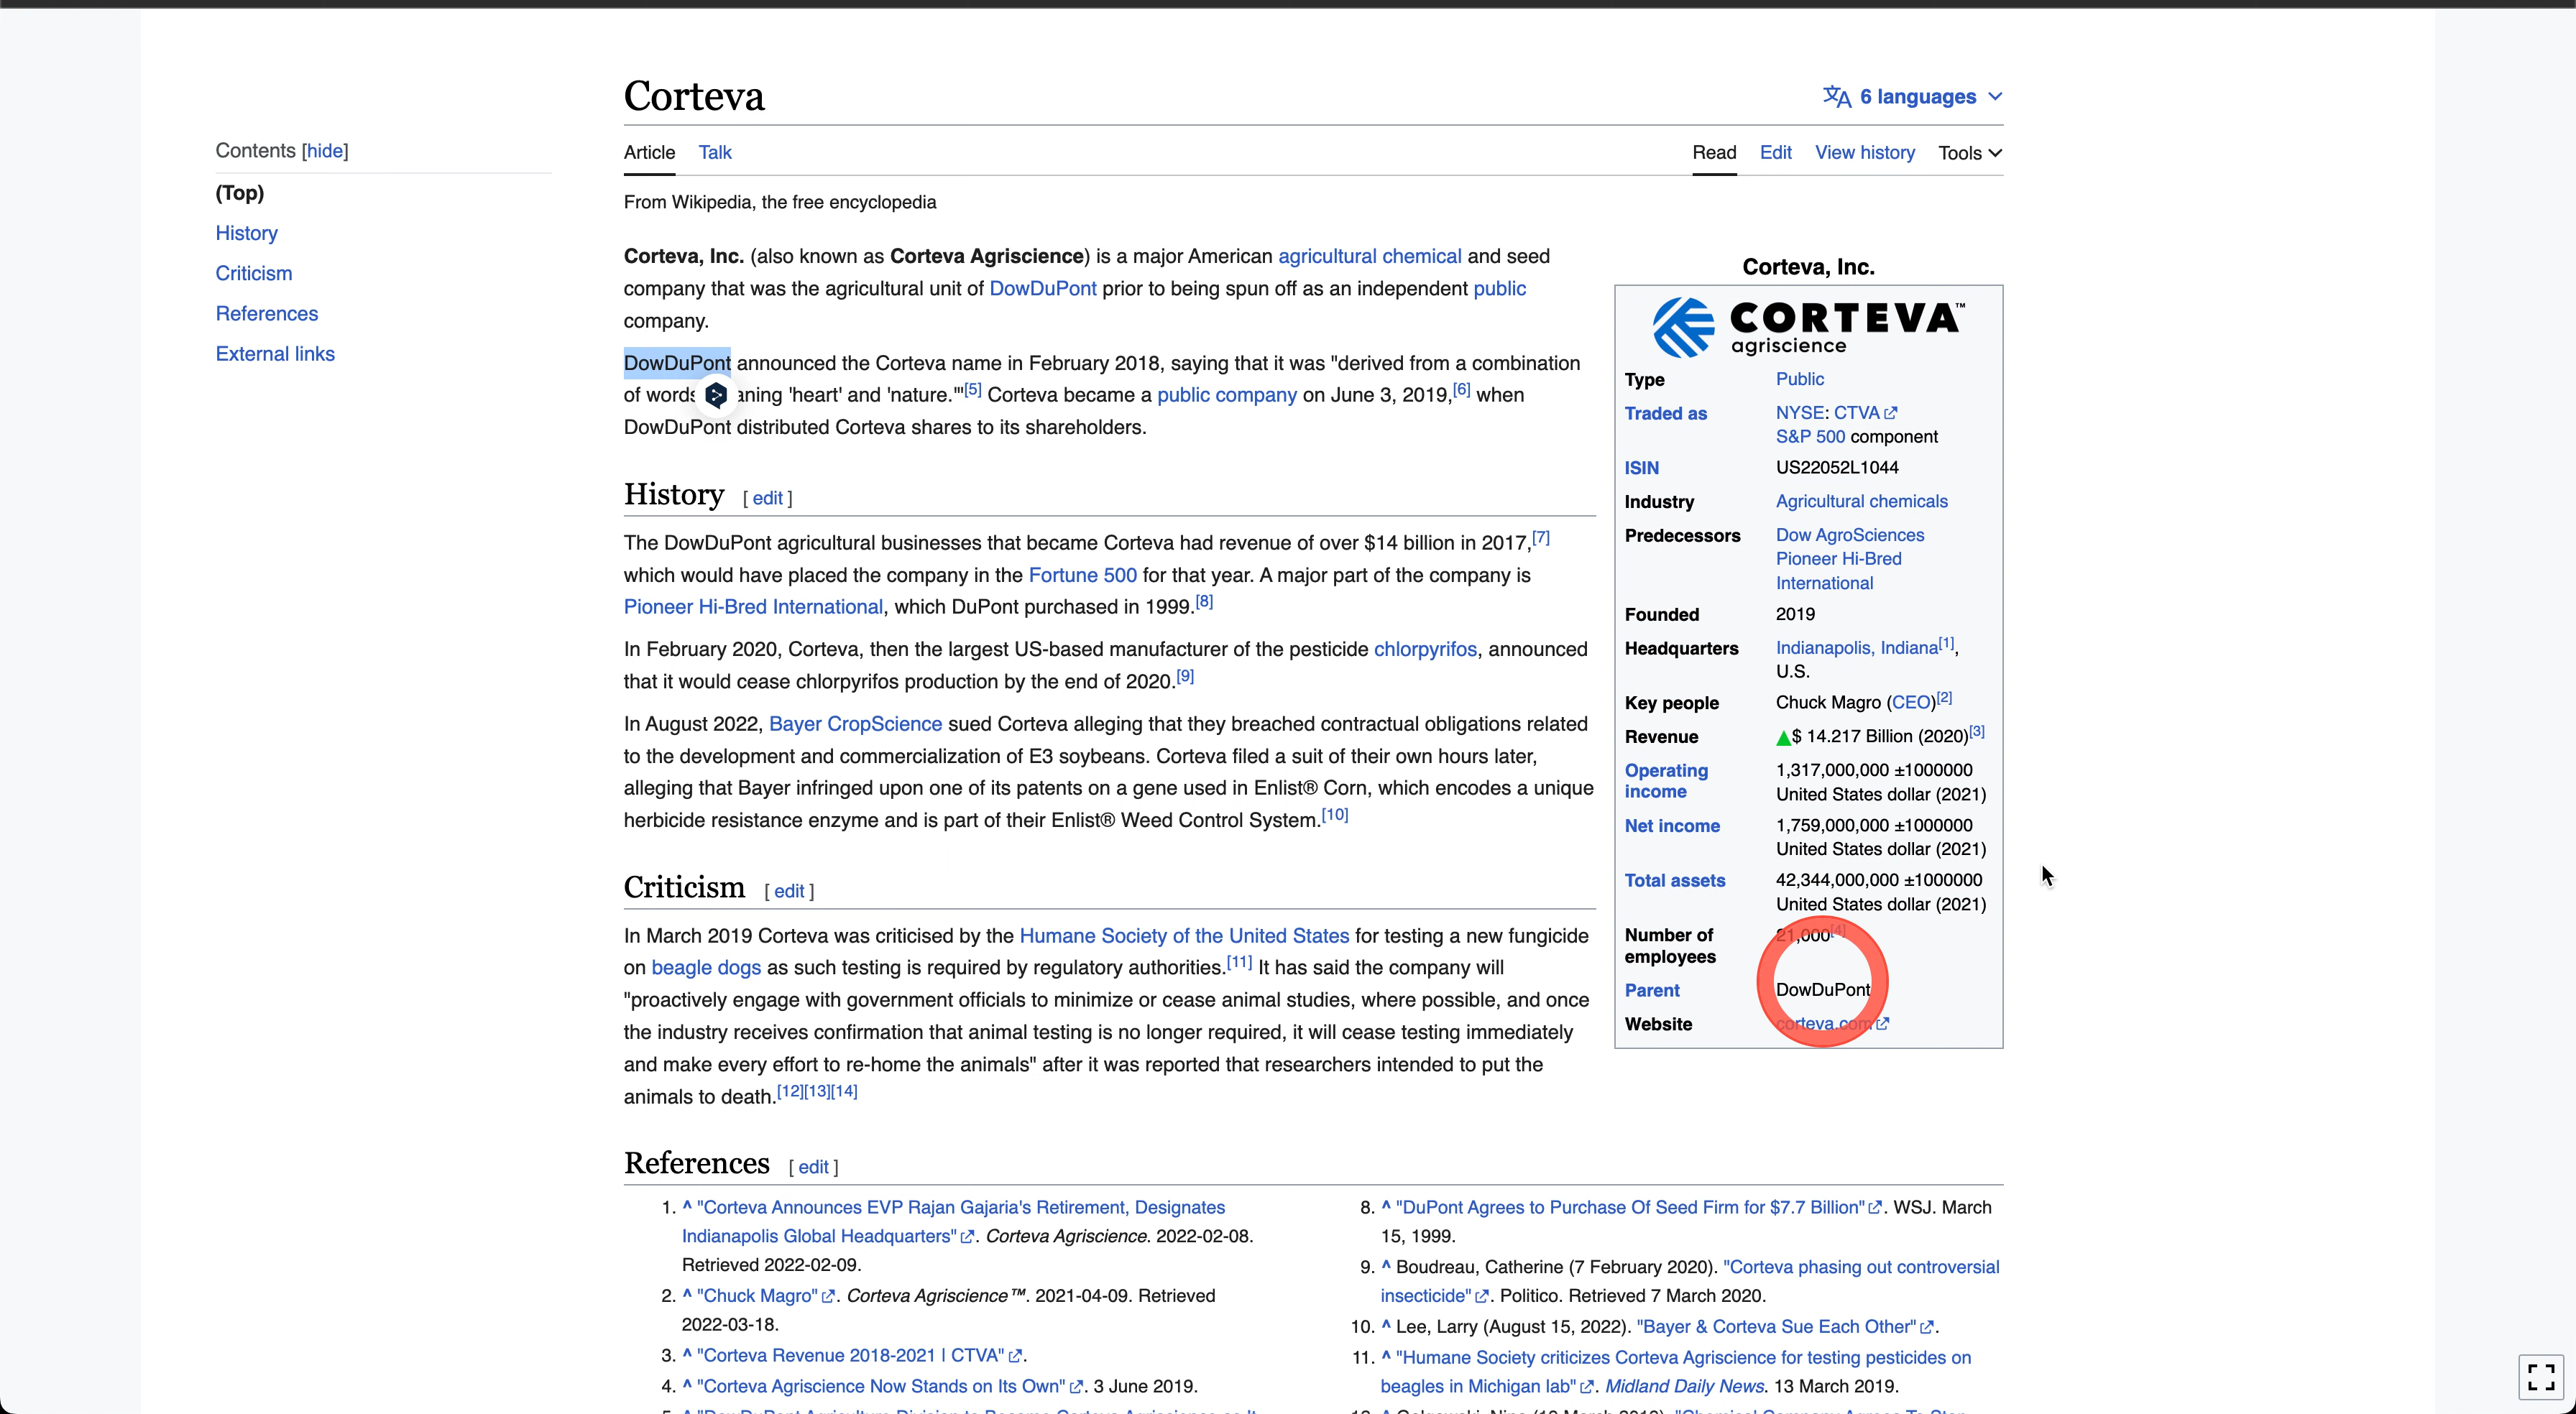 Corteva
6 languages
Contents [hide]
(Top)
History
Criticism
References
External links
Article Talk
Read Edit View history Tools
From Wikipedia, the free encyclopedia
Corteva, Inc. (also known as Corteva Agriscience) is a major American agricultural chemical and seed
company that was the agricultural unit of DowDuPont prior to being spun off as an independent public
company.
DowDuPont announced the Corteva name in February 2018, saying that it was "derived from a combination
of words aning 'heart' and 'nature.'"[5] Corteva became a public company on June 3, 2019,[6] when
DowDuPont distributed Corteva shares to its shareholders.
History [ edit ]
The DowDuPont agricultural businesses that became Corteva had revenue of over $14 billion in 2017,[7]
which would have placed the company in the Fortune 500 for that year. A major part of the company is
Pioneer Hi-Bred International, which DuPont purchased in 1999.[8]
In February 2020, Corteva, then the largest US-based manufacturer of the pesticide chlorpyrifos, announced
that it would cease chlorpyrifos production by the end of 2020.[9]
In August 2022, Bayer CropScience sued Corteva alleging that they breached contractual obligations related
to the development and commercialization of E3 soybeans. Corteva filed a suit of their own hours later,
alleging that Bayer infringed upon one of its patents on a gene used in Enlist® Corn, which encodes a unique
herbicide resistance enzyme and is part of their Enlist® Weed Control System.[10]
Criticism [ edit ]
In March 2019 Corteva was criticised by the Humane Society of the United States for testing a new fungicide
on beagle dogs as such testing is required by regulatory authorities.[11] It has said the company will
"proactively engage with government officials to minimize or cease animal studies, where possible, and once
the industry receives confirmation that animal testing is no longer required, it will cease testing immediately
and make every effort to re-home the animals" after it was reported that researchers intended to put the
animals to death.[12][13][14]
Corteva, Inc.
CORTEVA™
agriscience
Type Public
Traded as NYSE: CTVA
S&P 500 component
ISIN US22052L1044
Industry Agricultural chemicals
Predecessors Dow AgroSciences
Pioneer Hi-Bred
International
Founded 2019
Headquarters Indianapolis, Indiana[1],
U.S.
Key people Chuck Magro (CEO)[2]
Revenue ▲$ 14.217 Billion (2020)[3]
Operating 1,317,000,000 ±1000000
income United States dollar (2021)
Net income 1,759,000,000 ±1000000
United States dollar (2021)
Total assets 42,344,000,000 ±1000000
United States dollar (2021)
Number of 21,000[4]
employees
Parent DowDuPont
Website corteva.com
References [ edit ]
1. ^ "Corteva Announces EVP Rajan Gajaria's Retirement, Designates
Indianapolis Global Headquarters". Corteva Agriscience. 2022-02-08.
Retrieved 2022-02-09.
2. ^ "Chuck Magro". Corteva Agriscience™. 2021-04-09. Retrieved
2022-03-18.
3. ^ "Corteva Revenue 2018-2021 | CTVA".
4. ^ "Corteva Agriscience Now Stands on Its Own". 3 June 2019.
8. ^ "DuPont Agrees to Purchase Of Seed Firm for $7.7 Billion". WSJ. March
15, 1999.
9. ^ Boudreau, Catherine (7 February 2020). "Corteva phasing out controversial
insecticide". Politico. Retrieved 7 March 2020.
10. ^ Lee, Larry (August 15, 2022). "Bayer & Corteva Sue Each Other".
11. ^ "Humane Society criticizes Corteva Agriscience for testing pesticides on
beagles in Michigan lab". Midland Daily News. 13 March 2019.